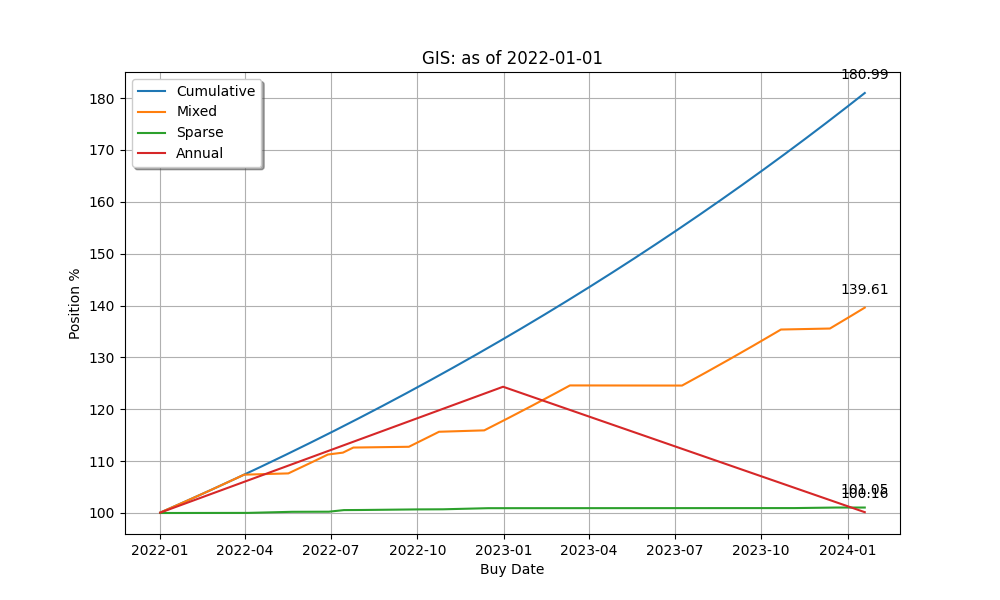 GIS: as of 2022-01-01
180.99
Cumulative
Mixed
Sparse
Annual
180
170
160
150
140
130
120
110
100
Position %
139.61
101.05
100.16
2022-01 2022-04 2022-07 2022-10 2023-01 2023-04 2023-07 2023-10 2024-01
Buy Date